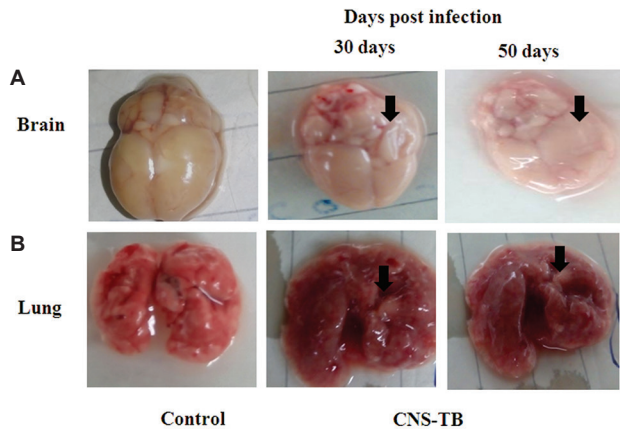 Days post infection
30 days 50 days
A
Brain
B
Lung
Control CNS-TB